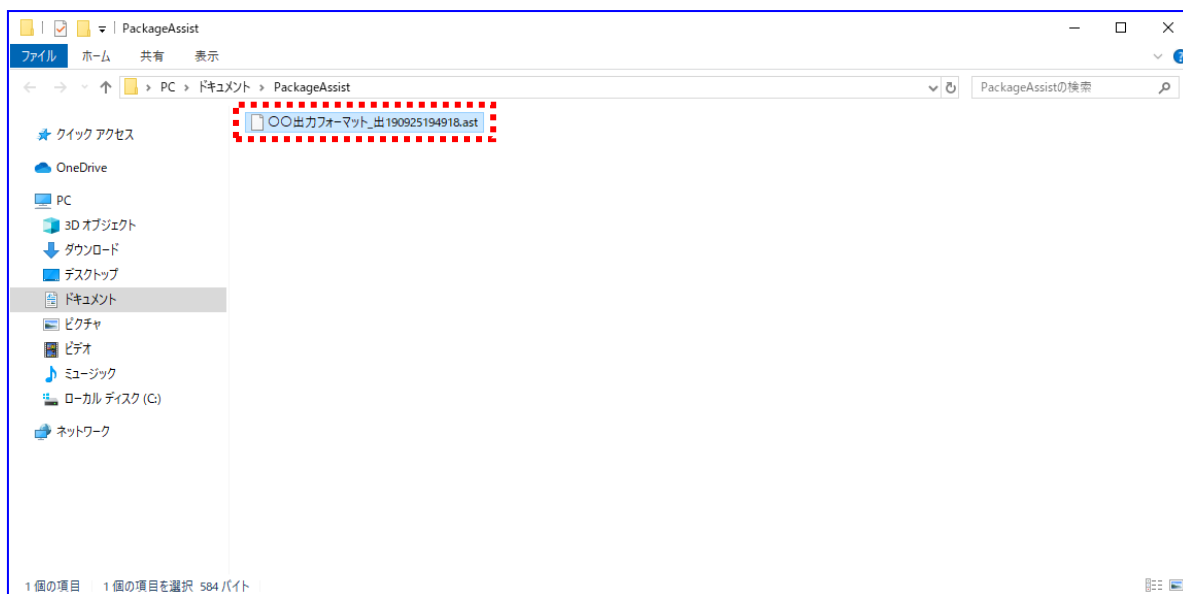 PackageAssist
ファイル ホーム 共有 表示
PC › ドキュメント › PackageAssist
PackageAssistの検索
〇〇出力フォーマット_出190925194918.ast
クイック アクセス
OneDrive
PC
3D オブジェクト
ダウンロード
デスクトップ
ドキュメント
ピクチャ
ビデオ
ミュージック
ローカル ディスク (C:)
ネットワーク
1 個の項目 1 個の項目を選択 584 バイト